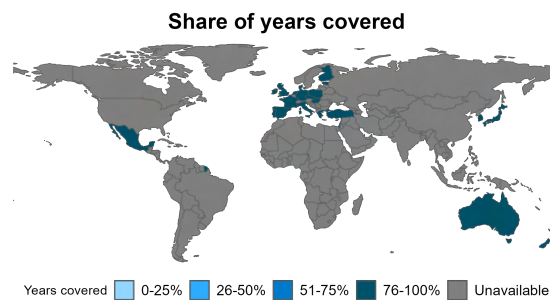 Share of years covered
Years covered 0-25% 26-50% 51-75% 76-100% Unavailable